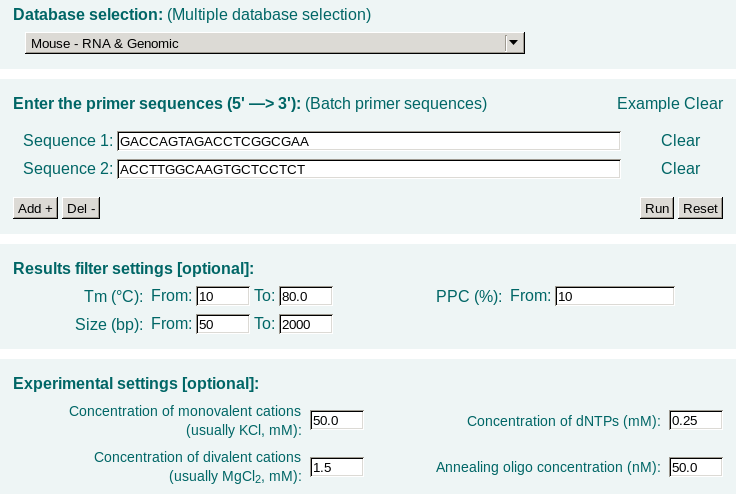 Database selection: (Multiple database selection)
Mouse - RNA & Genomic
Enter the primer sequences (5' —> 3'): (Batch primer sequences) Example Clear
Sequence 1: GACCAGTAGACCTCGGCGAA Clear
Sequence 2: ACCTTGGCAAGTGCTCCTCT Clear
Add + Del - Run Reset
Results filter settings [optional]:
Tm (°C): From: 10 To: 80.0 PPC (%): From: 10
Size (bp): From: 50 To: 2000
Experimental settings [optional]:
Concentration of monovalent cations
(usually KCl, mM): 50.0 Concentration of dNTPs (mM): 0.25
Concentration of divalent cations
(usually MgCl₂, mM): 1.5 Annealing oligo concentration (nM): 50.0